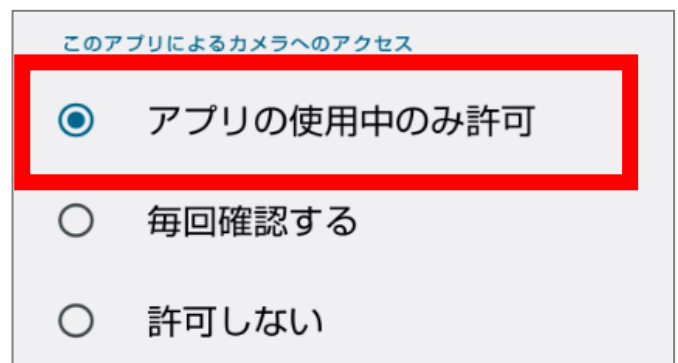 このアプリによるカメラへのアクセス
アプリの使用中のみ許可
毎回確認する
許可しない